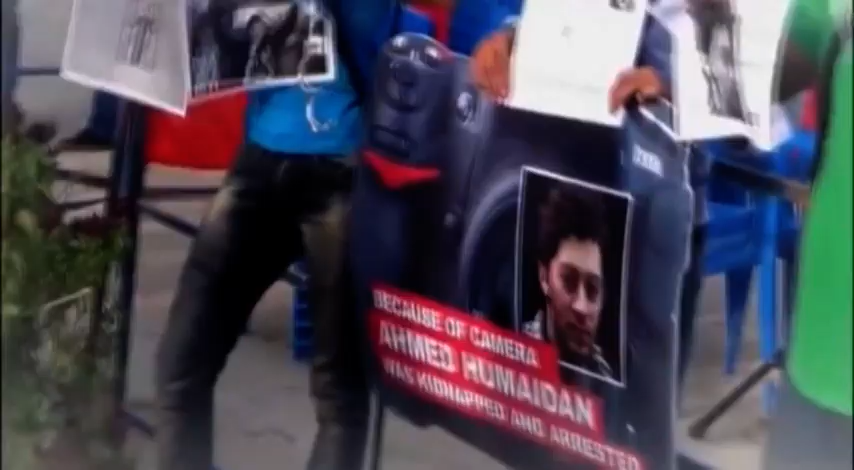 BECAUSE OF CAMERA
AHMED HUMAIDAN
WAS KIDNAPPED AND ARRESTED